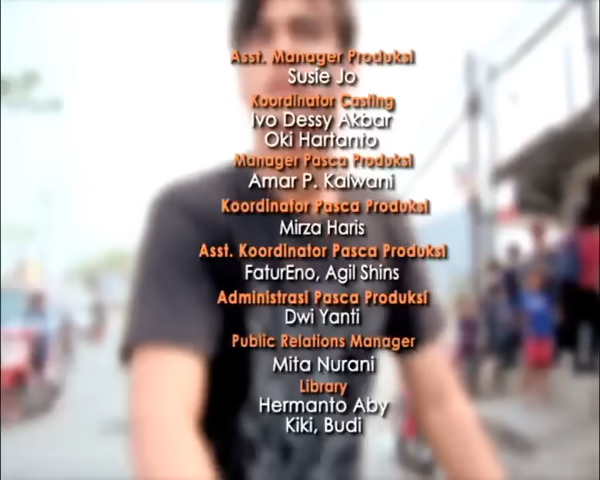 Asst. Manager Produksi
Susie Jo
Koordinator Casting
Ivo Dessy Akbar
Oki Hartanto
Manager Pasca Produksi
Amar P. Kalwani
Koordinator Pasca Produksi
Mirza Haris
Asst. Koordinator Pasca Produksi
FaturEno, Agil Shins
Administrasi Pasca Produksi
Dwi Yanti
Public Relations Manager
Mita Nurani
Library
Hermanto Aby
Kiki, Budi